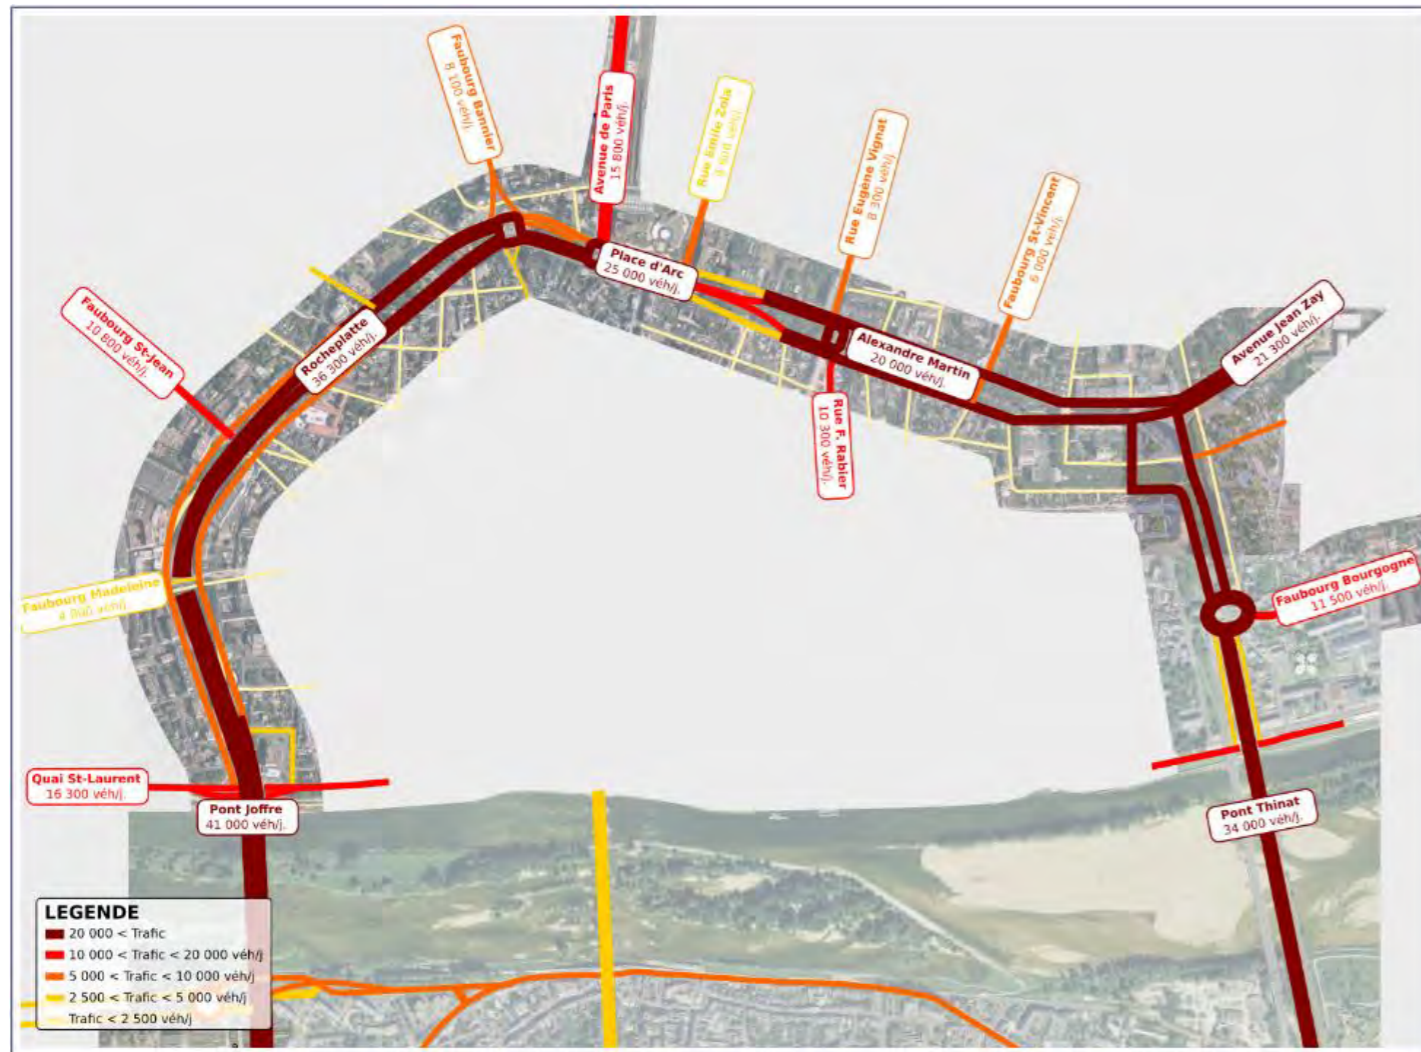 Faubourg Bannier
8 100 véh/j.
Avenue de Paris
15 800 véh/j.
Rue Emile Zola
véh/j.
Rue Eugène Vignat
8 300 véh/j.
Faubourg St-Vincent
6 000 véh/j.
Place d'Arc
25 000 véh/j.
Faubourg St-Jean
10 800 véh/j.
Rocheplatte
36 300 véh/j.
Alexandre Martin
20 000 véh/j.
Avenue Jean Zay
21 300 véh/j.
Rue F. Rabier
10 300 véh/j.
Faubourg Madeleine
véh/j.
Faubourg Bourgogne
11 500 véh/j.
Quai St-Laurent
16 300 véh/j.
Pont Joffre
41 000 véh/j.
Pont Thinat
34 000 véh/j.
LEGENDE
20 000 < Trafic
10 000 < Trafic < 20 000 véh/j
5 000 < Trafic < 10 000 véh/j
2 500 < Trafic < 5 000 véh/j
Trafic < 2 500 véh/j